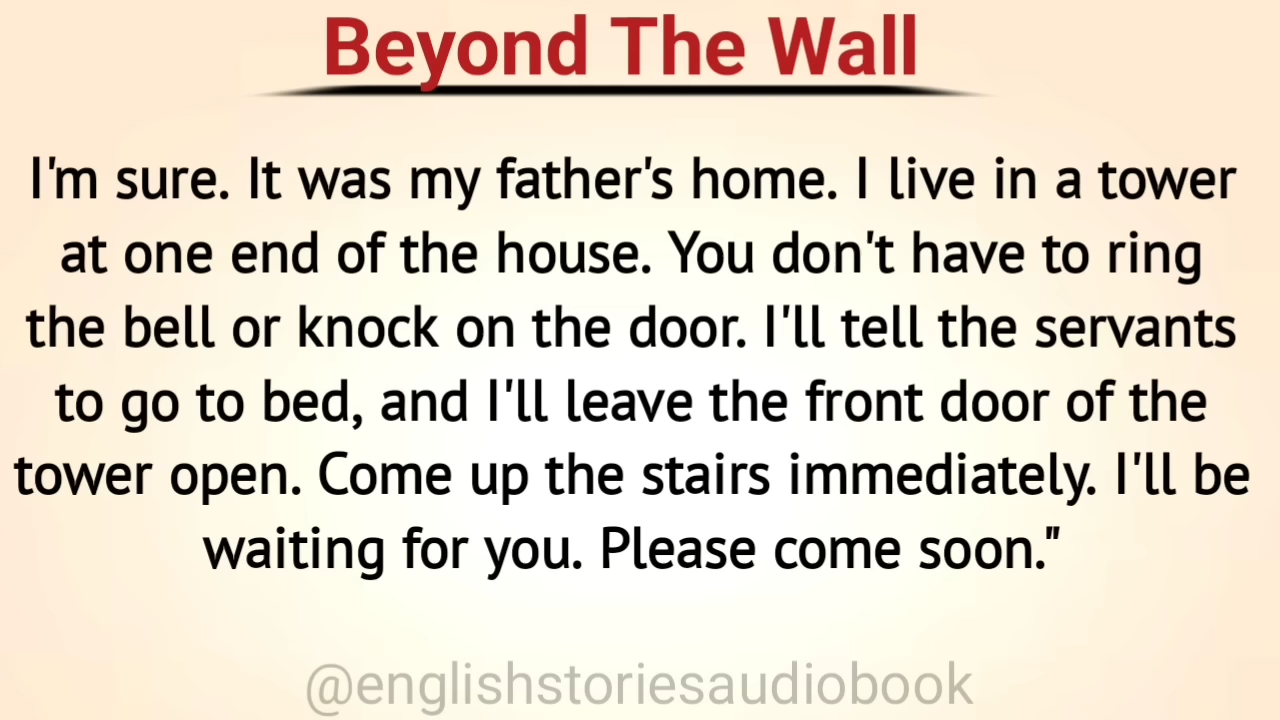 Beyond The Wall
I'm sure. It was my father's home. I live in a tower
at one end of the house. You don't have to ring
the bell or knock on the door. I'll tell the servants
to go to bed, and I'll leave the front door of the
tower open. Come up the stairs immediately. I'll be
waiting for you. Please come soon."
@englishstoriesaudiobook